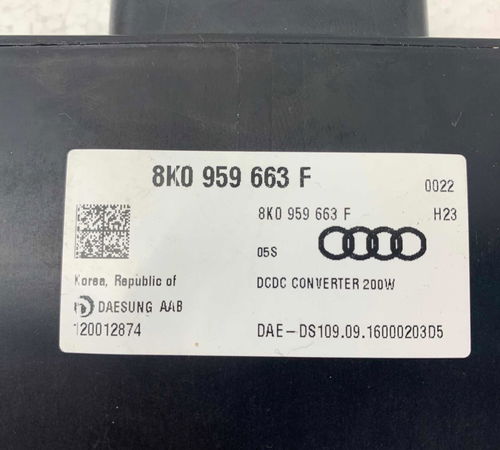 8K0 959 663 F
0022
8K0 959 663 F
H23
05S
Korea, Republic of
DCDC CONVERTER 200W
DAESUNG AAB
120012874
DAE-DS109.09.16000203D5